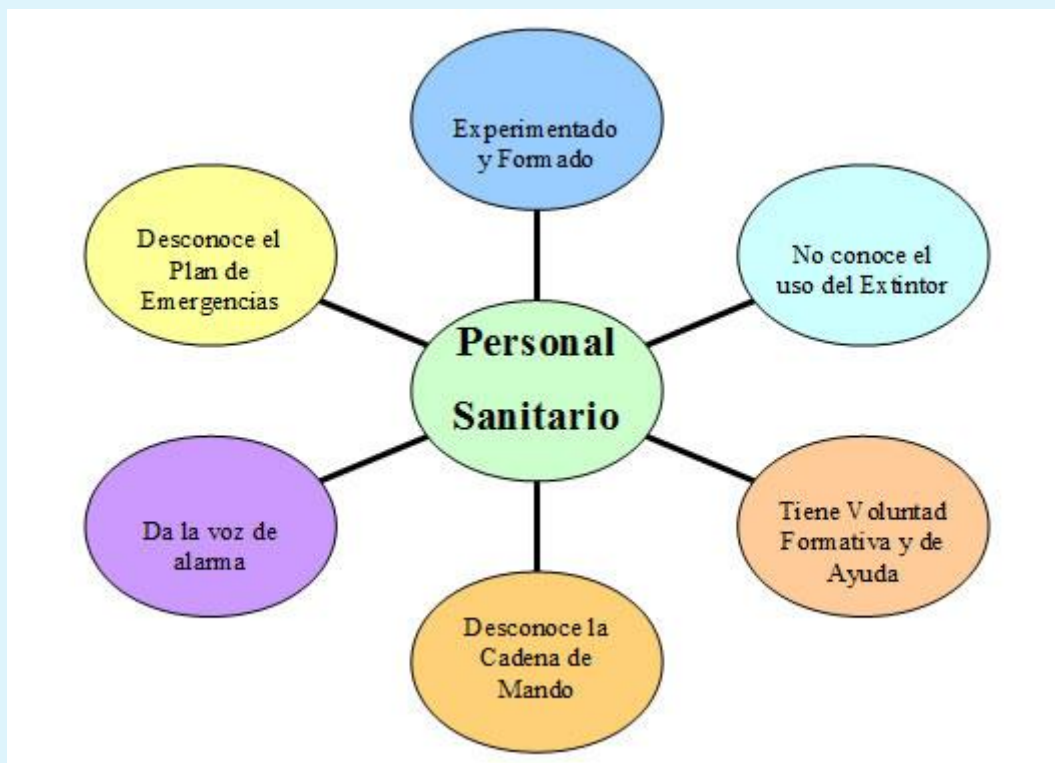 Experimentado
y Formado
Desconoce el
Plan de
Emergencias
No conoce el
uso del Extintor
Personal
Sanitario
Da la voz de
alarma
Tiene Voluntad
Formativa y de
Ayuda
Desconoce la
Cadena de
Mando